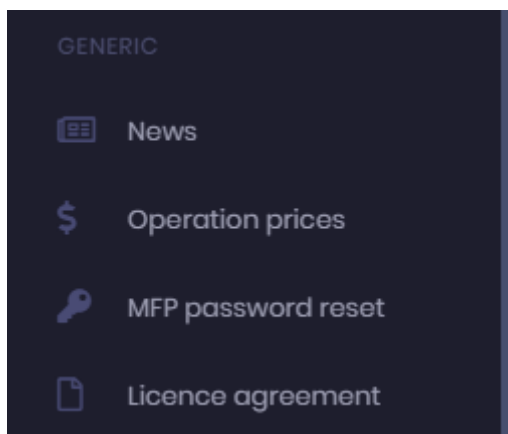 GENERIC
News
Operation prices
MFP password reset
Licence agreement